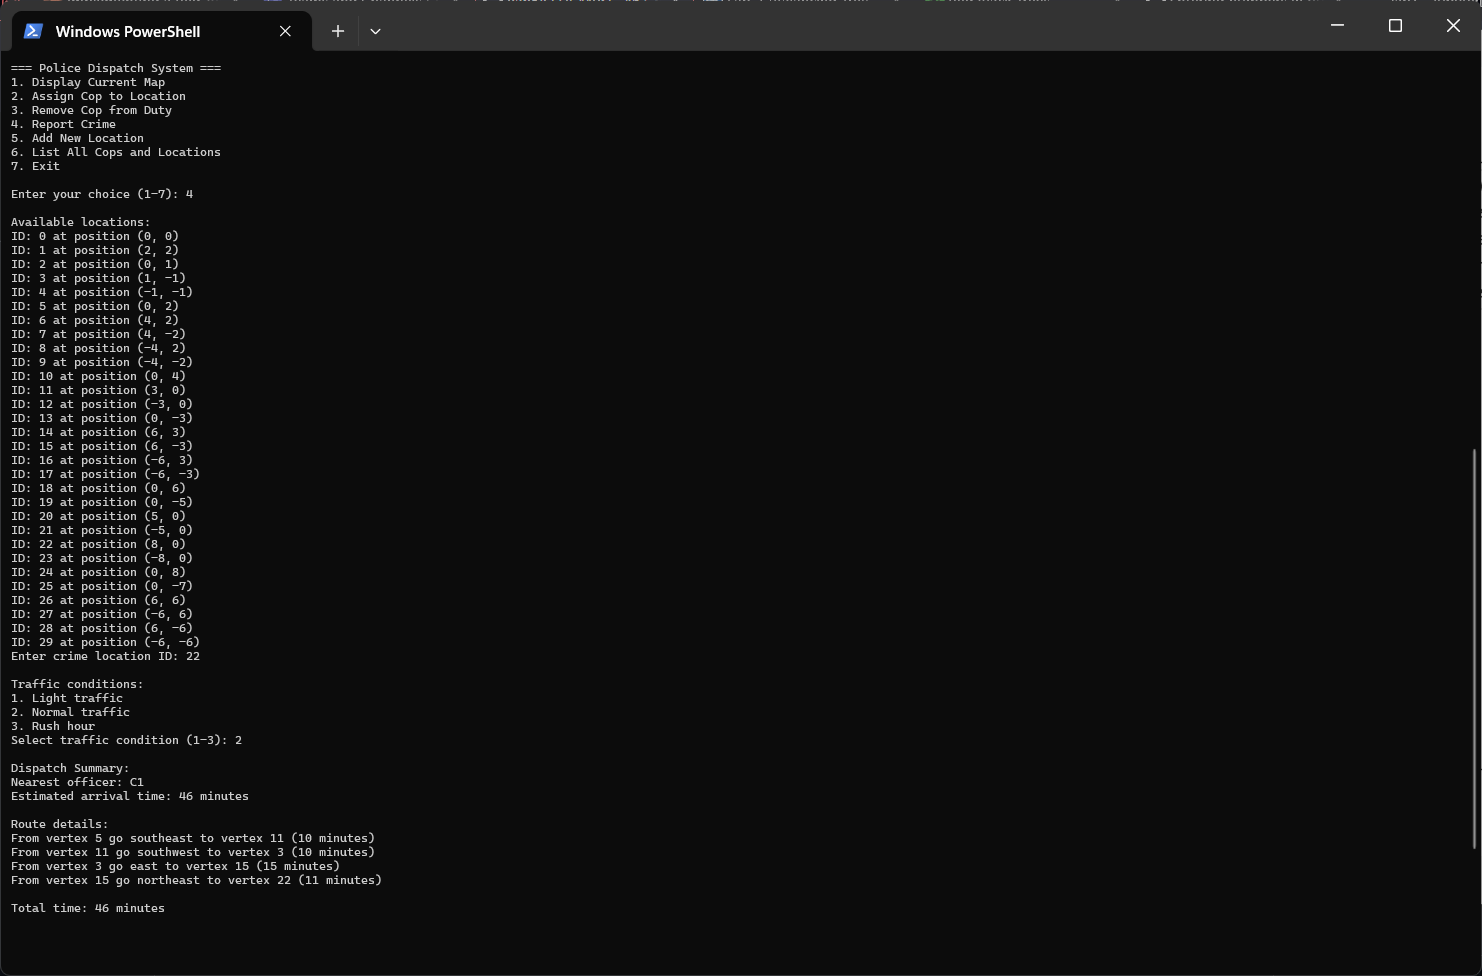 Windows PowerShell
=== Police Dispatch System ===
1. Display Current Map
2. Assign Cop to Location
3. Remove Cop from Duty
4. Report Crime
5. Add New Location
6. List All Cops and Locations
7. Exit
Enter your choice (1-7): 4
Available locations:
ID: 0 at position (0, 0)
ID: 1 at position (2, 2)
ID: 2 at position (0, 1)
ID: 3 at position (1, -1)
ID: 4 at position (-1, -1)
ID: 5 at position (0, 2)
ID: 6 at position (4, 2)
ID: 7 at position (4, -2)
ID: 8 at position (-4, 2)
ID: 9 at position (-4, -2)
ID: 10 at position (0, 4)
ID: 11 at position (3, 0)
ID: 12 at position (-3, 0)
ID: 13 at position (0, -3)
ID: 14 at position (6, 3)
ID: 15 at position (6, -3)
ID: 16 at position (-6, 3)
ID: 17 at position (-6, -3)
ID: 18 at position (0, 6)
ID: 19 at position (0, -5)
ID: 20 at position (5, 0)
ID: 21 at position (-5, 0)
ID: 22 at position (8, 0)
ID: 23 at position (-8, 0)
ID: 24 at position (0, 8)
ID: 25 at position (0, -7)
ID: 26 at position (6, 6)
ID: 27 at position (-6, 6)
ID: 28 at position (6, -6)
ID: 29 at position (-6, -6)
Enter crime location ID: 22
Traffic conditions:
1. Light traffic
2. Normal traffic
3. Rush hour
Select traffic condition (1-3): 2
Dispatch Summary:
Nearest officer: C1
Estimated arrival time: 46 minutes
Route details:
From vertex 5 go southeast to vertex 11 (10 minutes)
From vertex 11 go southwest to vertex 3 (10 minutes)
From vertex 3 go east to vertex 15 (15 minutes)
From vertex 15 go northeast to vertex 22 (11 minutes)
Total time: 46 minutes